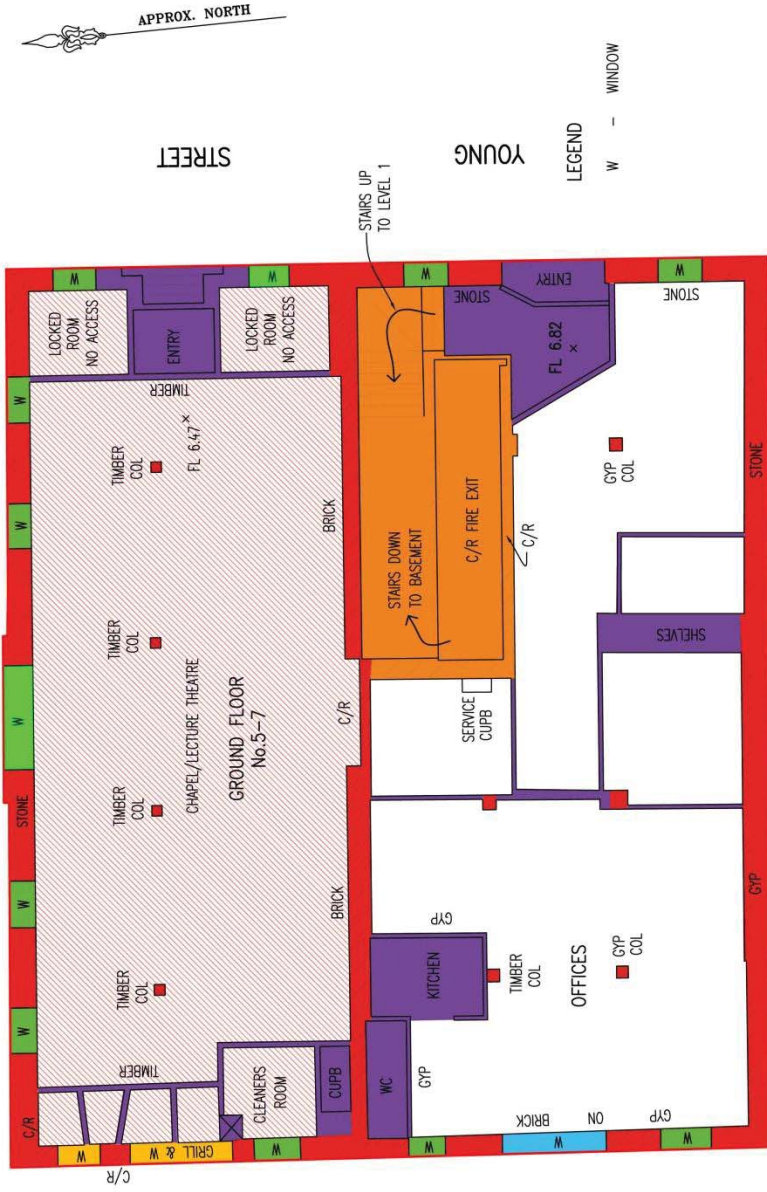 APPROX. NORTH
STREET
YOUNG
LEGEND
W - WINDOW
STAIRS UP
TO LEVEL 1
W
W
W
W
LOCKED
ROOM
NO ACCESS
ENTRY
LOCKED
ROOM
NO ACCESS
STONE
ENTRY
STONE
W
TIMBER
FL 6.47 ×
FL 6.82
×
TIMBER
COL
BRICK
W
C/R FIRE EXIT
C/R
GYP
COL
STONE
STAIRS DOWN
TO BASEMENT
TIMBER
COL
SHELVES
W
CHAPEL/LECTURE THEATRE
GROUND FLOOR
No.5-7
C/R
SERVICE
CUPB
STONE
TIMBER
COL
W
BRICK
GYP
GYP
KITCHEN
TIMBER
COL
OFFICES
GYP
COL
TIMBER
COL
W
TIMBER
CLEANERS
ROOM
CUPB
WC
GYP
C/R
W
C/R
GRILL & W
W
W
W
ON BRICK
W
GYP